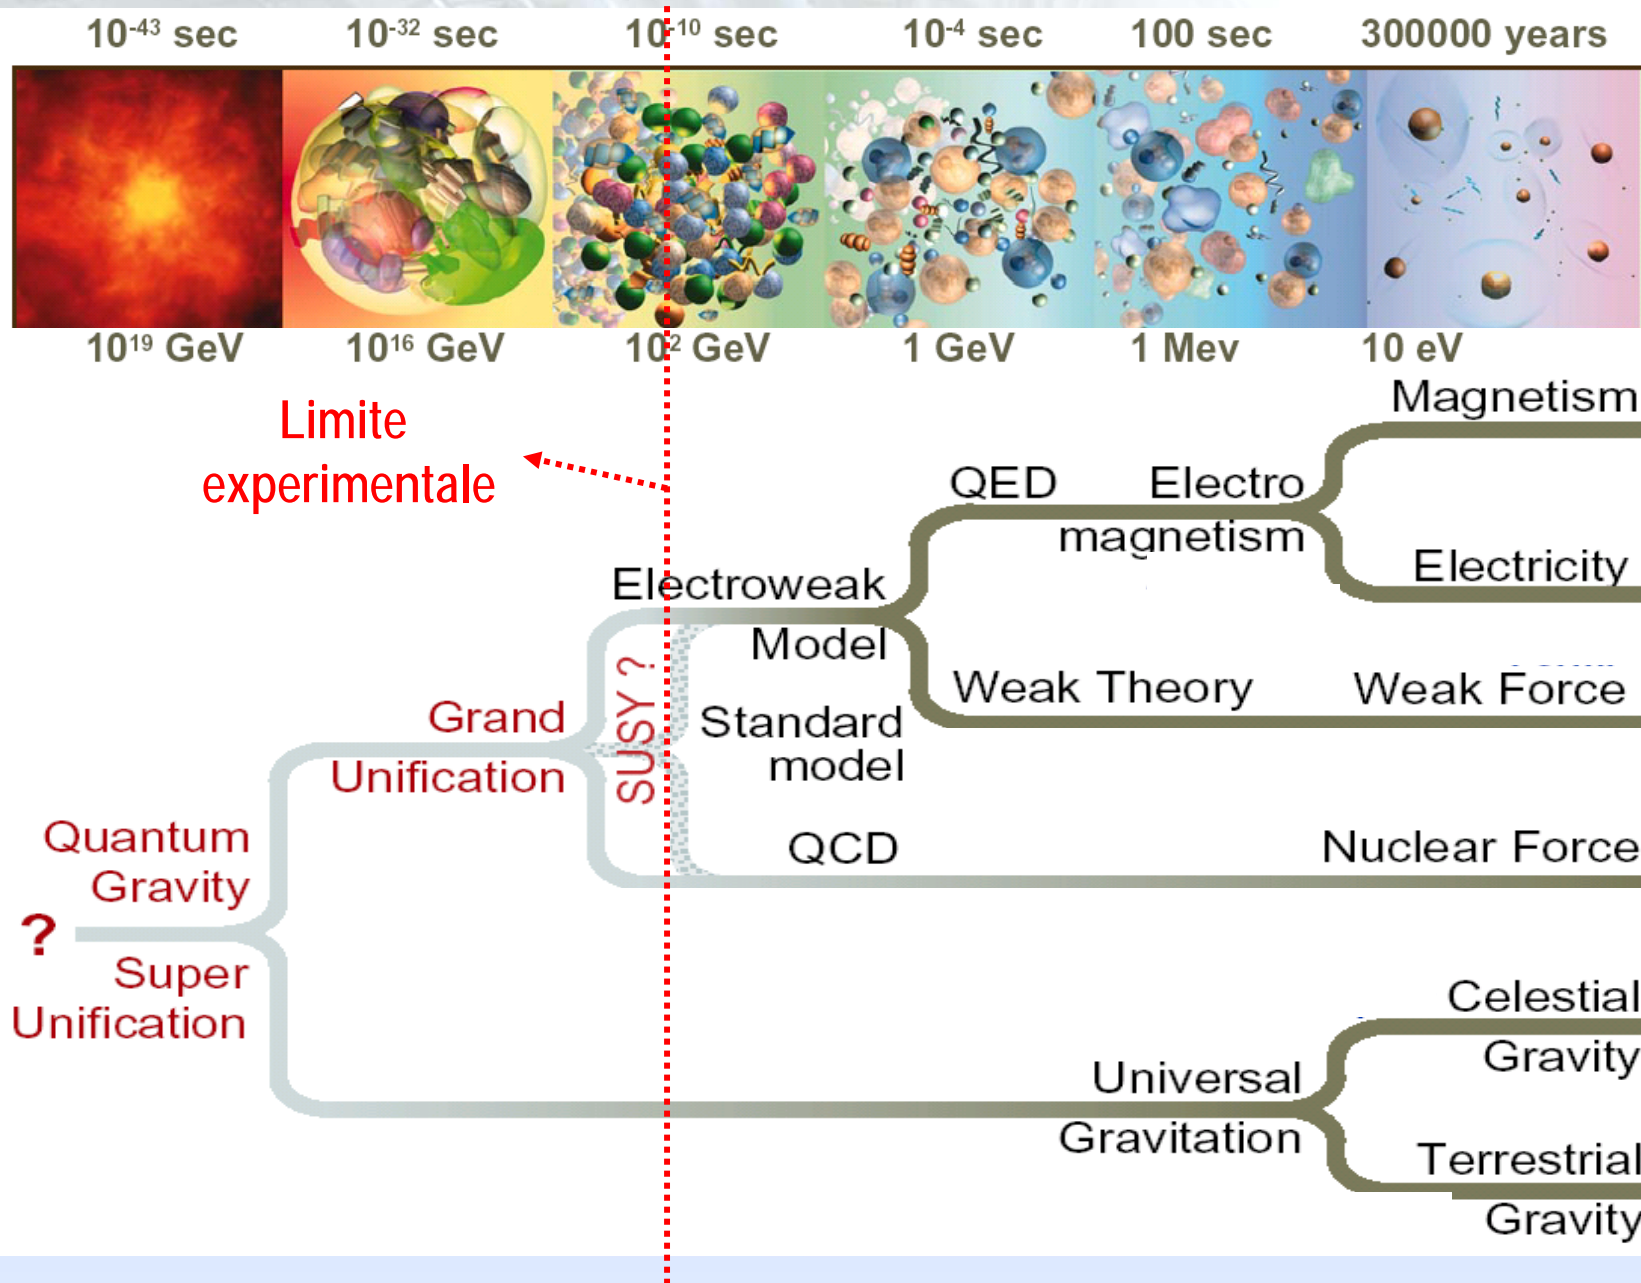 10-43 sec 10-32 sec 10-10 sec 10-4 sec 100 sec 300000 years
1019 GeV 1016 GeV 102 GeV 1 GeV 1 Mev 10 eV
Limite
experimentale
Magnetism
QED Electro
magnetism
Electricity
Electroweak
Model
Weak Theory Weak Force
Grand
Unification
SUSY ?
Standard
model
QCD Nuclear Force
Quantum
Gravity
?
Super
Unification
Celestial
Gravity
Universal
Gravitation
Terrestrial
Gravity